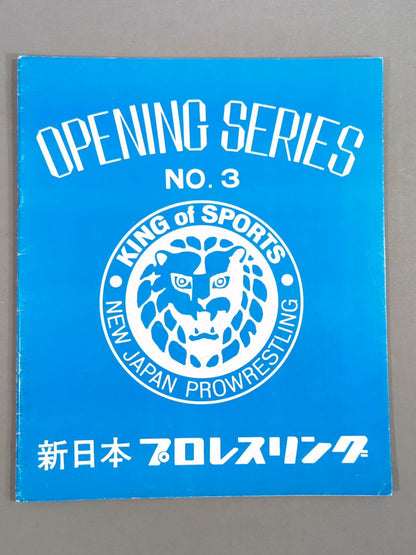 OPENING SERIES
NO. 3
KING of SPORTS
NEW JAPAN PROWRESTLING
新日本プロレスリング